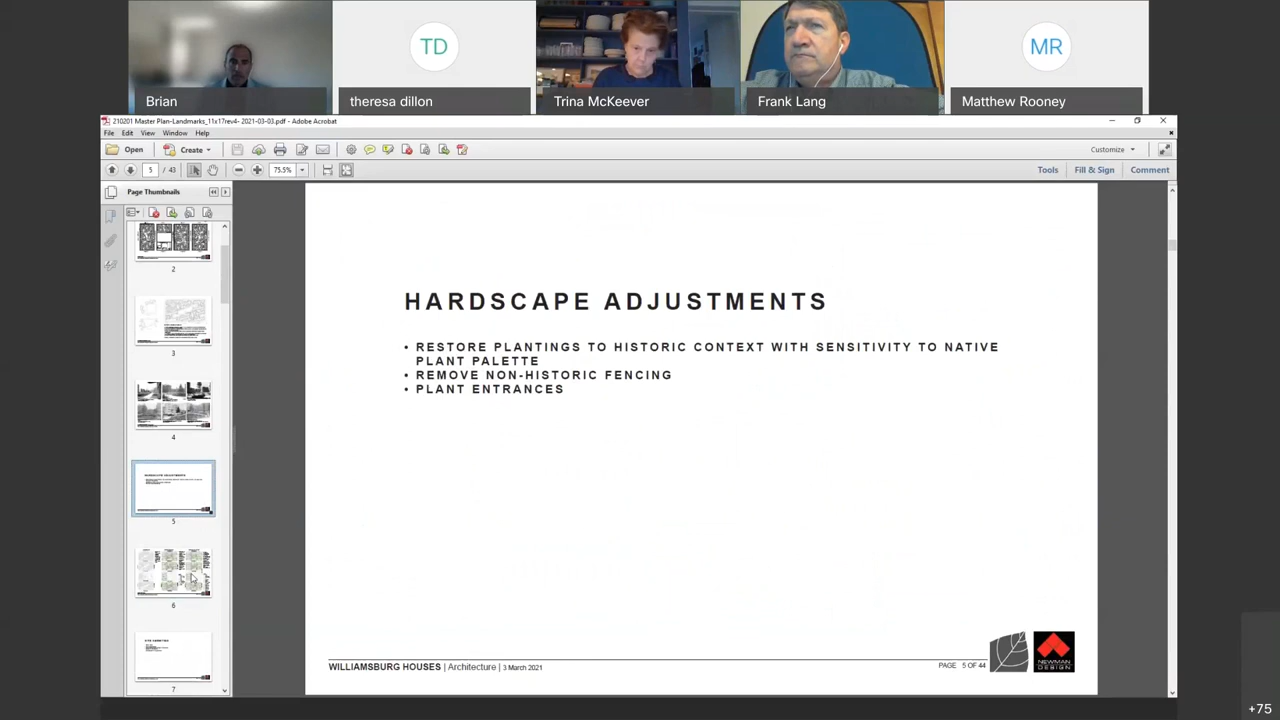 TD
MR
Brian
theresa dillon
Trina McKeever
Frank Lang
Matthew Rooney
210201 Master Plan-Landmarks_11x17rev4- 2021-03-03.pdf - Adobe Acrobat
File Edit View Window Help
Open Create Customize
5 / 43 75.5% Tools Fill & Sign Comment
Page Thumbnails
2
3
4
5
6
7
HARDSCAPE ADJUSTMENTS
• RESTORE PLANTINGS TO HISTORIC CONTEXT WITH SENSITIVITY TO NATIVE
PLANT PALETTE
• REMOVE NON-HISTORIC FENCING
• PLANT ENTRANCES
WILLIAMSBURG HOUSES | Architecture | 3 March 2021
PAGE 5 OF 44
NEWMAN
DESIGN
+75